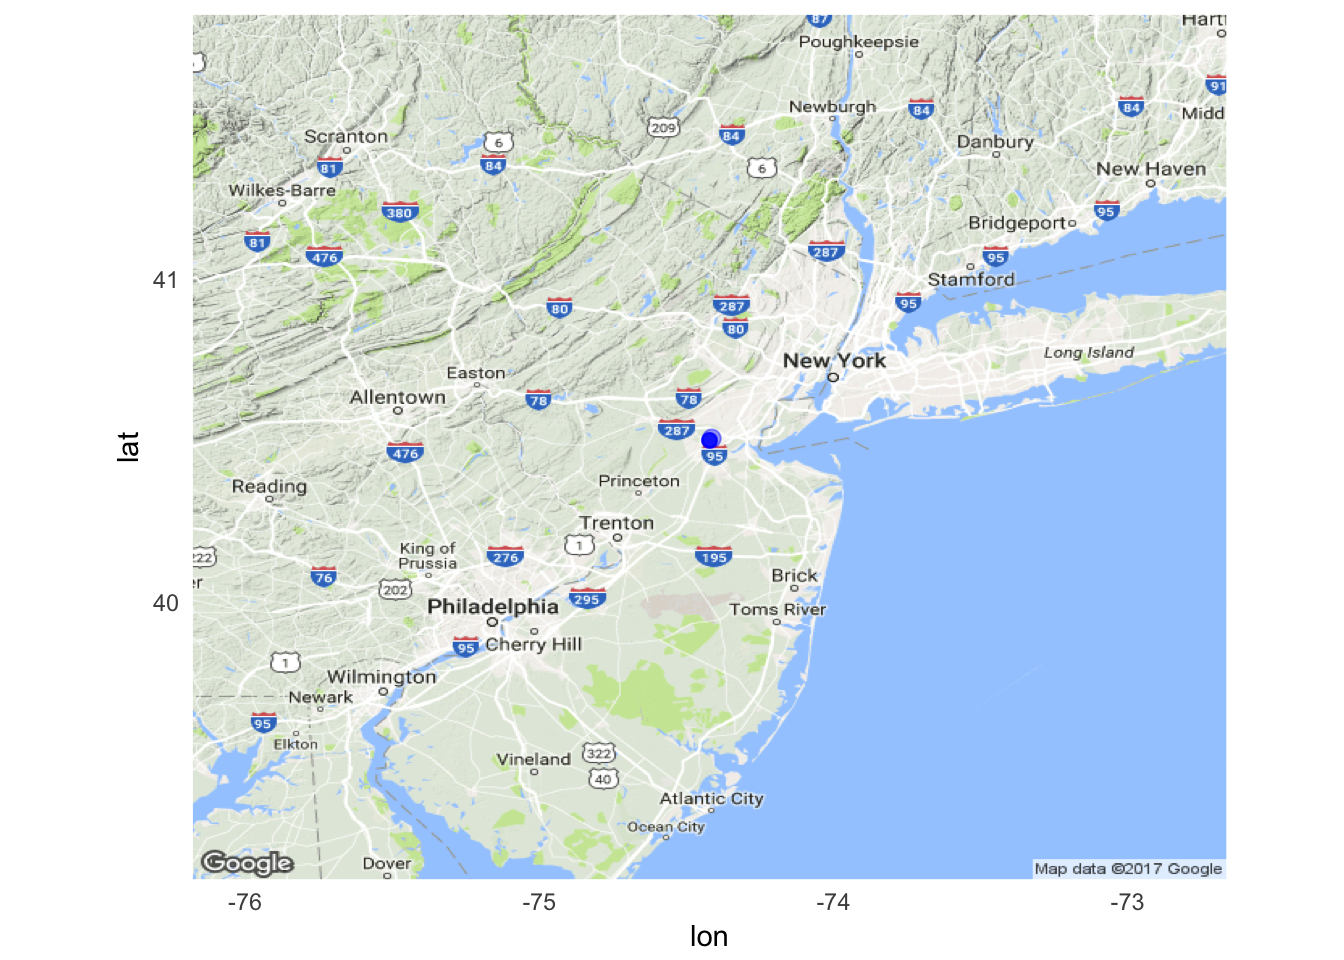 87
Hartf
Poughkeepsie
91
Newburgh
84
84
Midd
209
84
Scranton
6
Danbury
81
84
6
New Haven
Wilkes-Barre
380
95
Bridgeport
81
476
287
95
Stamford
41
80
287
95
80
New York
Long Island
Easton
Allentown
78
78
287
lat
476
95
Princeton
Reading
Trenton
King of
Prussia
1
276
195
22
er
76
202
Brick
295
40
Philadelphia
Toms River
95
Cherry Hill
1
Wilmington
Newark
95
Elkton
322
Vineland
40
Atlantic City
Ocean City
Google
Dover
Map data ©2017 Google
-76
-75
-74
-73
lon